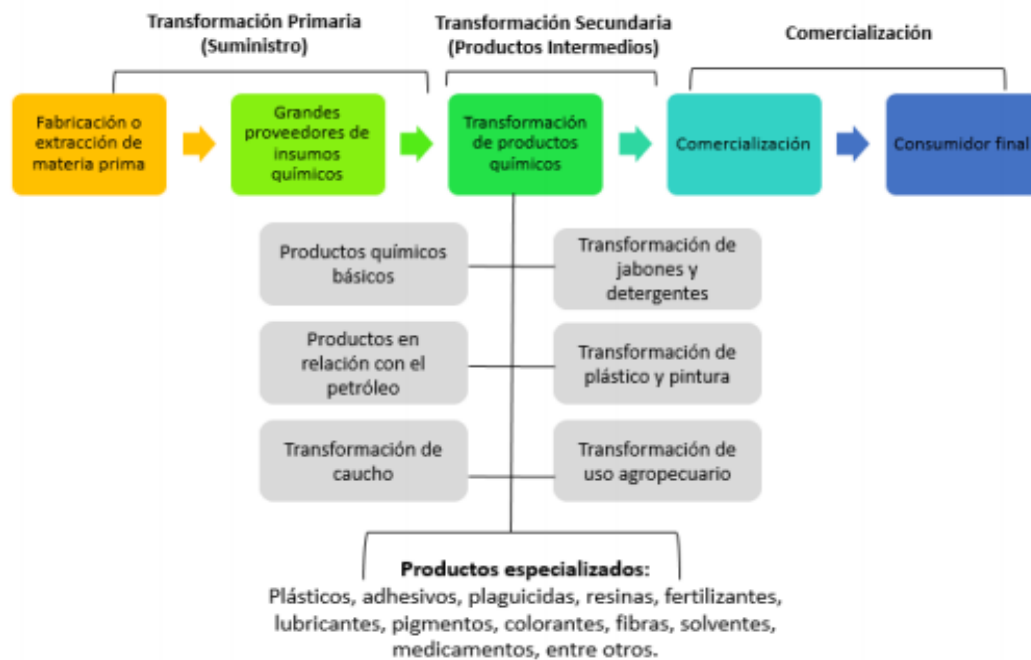 Transformación Primaria
(Suministro)
Transformación Secundaria
(Productos Intermedios)
Comercialización
Fabricación o
extracción de
materia prima
Grandes
proveedores de
insumos
químicos
Transformación
de productos
químicos
Comercialización
Consumidor final
Productos químicos
básicos
Transformación de
jabones y
detergentes
Productos en
relación con el
petróleo
Transformación de
plástico y pintura
Transformación de
caucho
Transformación de
uso agropecuario
Productos especializados:
Plásticos, adhesivos, plaguicidas, resinas, fertilizantes,
lubricantes, pigmentos, colorantes, fibras, solventes,
medicamentos, entre otros.